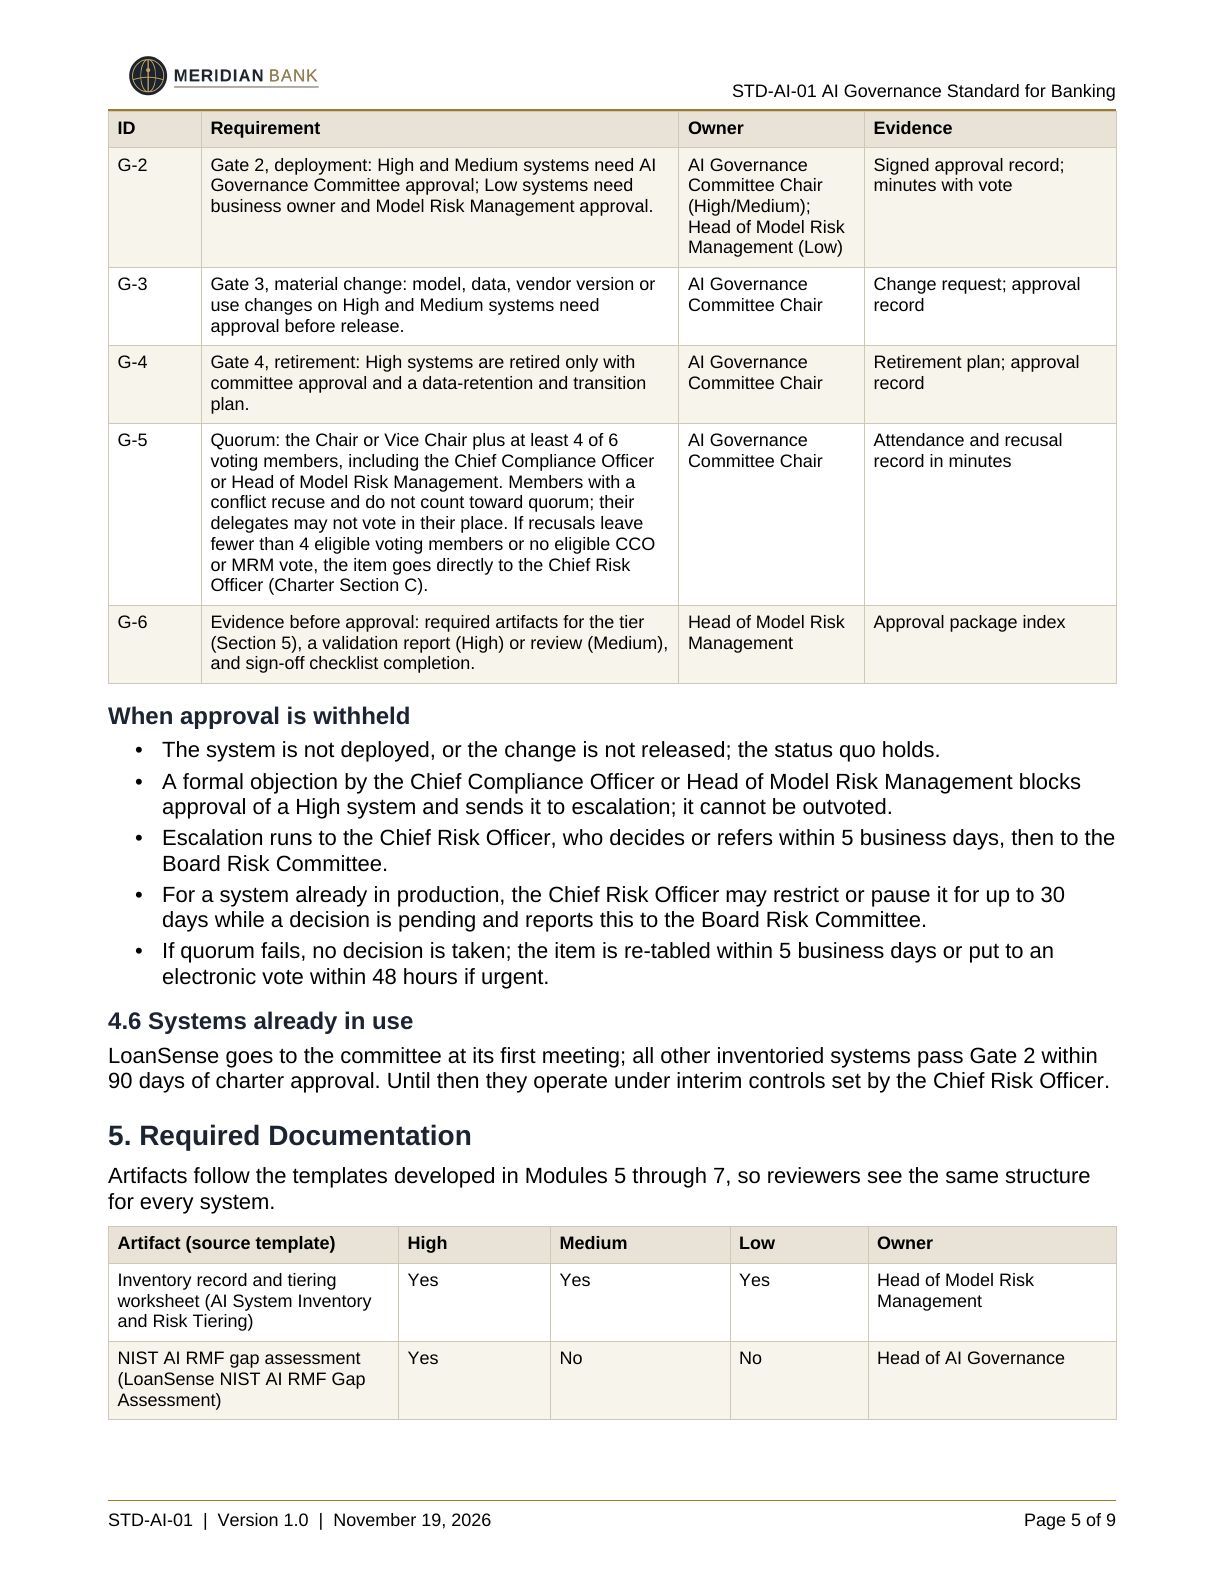 MERIDIAN BANK
STD-AI-01 AI Governance Standard for Banking
ID Requirement Owner Evidence
G-2
Gate 2, deployment: High and Medium systems need AI
Governance Committee approval; Low systems need
business owner and Model Risk Management approval.
AI Governance
Committee Chair
(High/Medium);
Head of Model Risk
Management (Low)
Signed approval record;
minutes with vote
G-3
Gate 3, material change: model, data, vendor version or
use changes on High and Medium systems need
approval before release.
AI Governance
Committee Chair
Change request; approval
record
G-4
Gate 4, retirement: High systems are retired only with
committee approval and a data-retention and transition
plan.
AI Governance
Committee Chair
Retirement plan; approval
record
G-5
Quorum: the Chair or Vice Chair plus at least 4 of 6
voting members, including the Chief Compliance Officer
or Head of Model Risk Management. Members with a
conflict recuse and do not count toward quorum; their
delegates may not vote in their place. If recusals leave
fewer than 4 eligible voting members or no eligible CCO
or MRM vote, the item goes directly to the Chief Risk
Officer (Charter Section C).
AI Governance
Committee Chair
Attendance and recusal
record in minutes
G-6
Evidence before approval: required artifacts for the tier
(Section 5), a validation report (High) or review (Medium),
and sign-off checklist completion.
Head of Model Risk
Management
Approval package index
When approval is withheld
• The system is not deployed, or the change is not released; the status quo holds.
• A formal objection by the Chief Compliance Officer or Head of Model Risk Management blocks
approval of a High system and sends it to escalation; it cannot be outvoted.
• Escalation runs to the Chief Risk Officer, who decides or refers within 5 business days, then to the
Board Risk Committee.
• For a system already in production, the Chief Risk Officer may restrict or pause it for up to 30
days while a decision is pending and reports this to the Board Risk Committee.
• If quorum fails, no decision is taken; the item is re-tabled within 5 business days or put to an
electronic vote within 48 hours if urgent.
4.6 Systems already in use
LoanSense goes to the committee at its first meeting; all other inventoried systems pass Gate 2 within
90 days of charter approval. Until then they operate under interim controls set by the Chief Risk Officer.
5. Required Documentation
Artifacts follow the templates developed in Modules 5 through 7, so reviewers see the same structure
for every system.
Artifact (source template) High Medium Low Owner
Inventory record and tiering
worksheet (AI System Inventory
and Risk Tiering)
Yes
Yes
Yes
Head of Model Risk
Management
NIST AI RMF gap assessment
(LoanSense NIST AI RMF Gap
Assessment)
Yes
No
No
Head of AI Governance
STD-AI-01 | Version 1.0 | November 19, 2026
Page 5 of 9